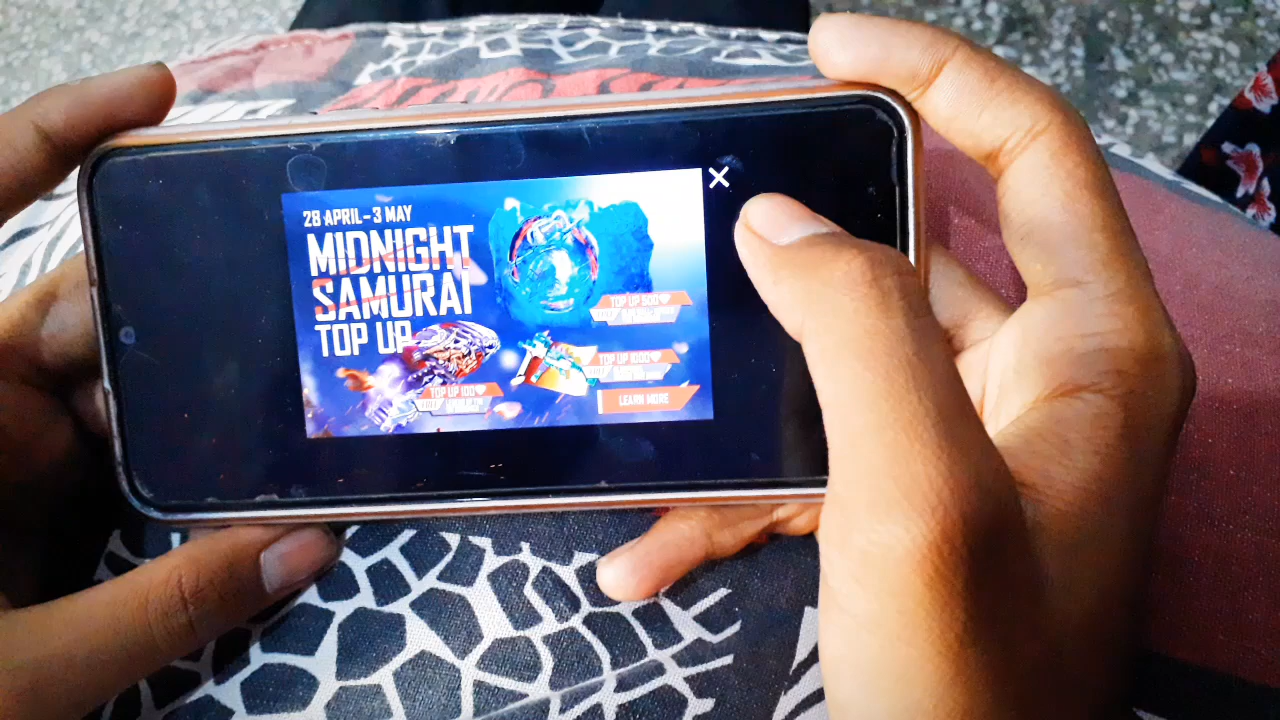 28 APRIL-3 MAY
MIDNIGHT
SAMURAI
TOP UP
TOP UP 500
TOP UP 1000
TOP UP 100
LEARN MORE